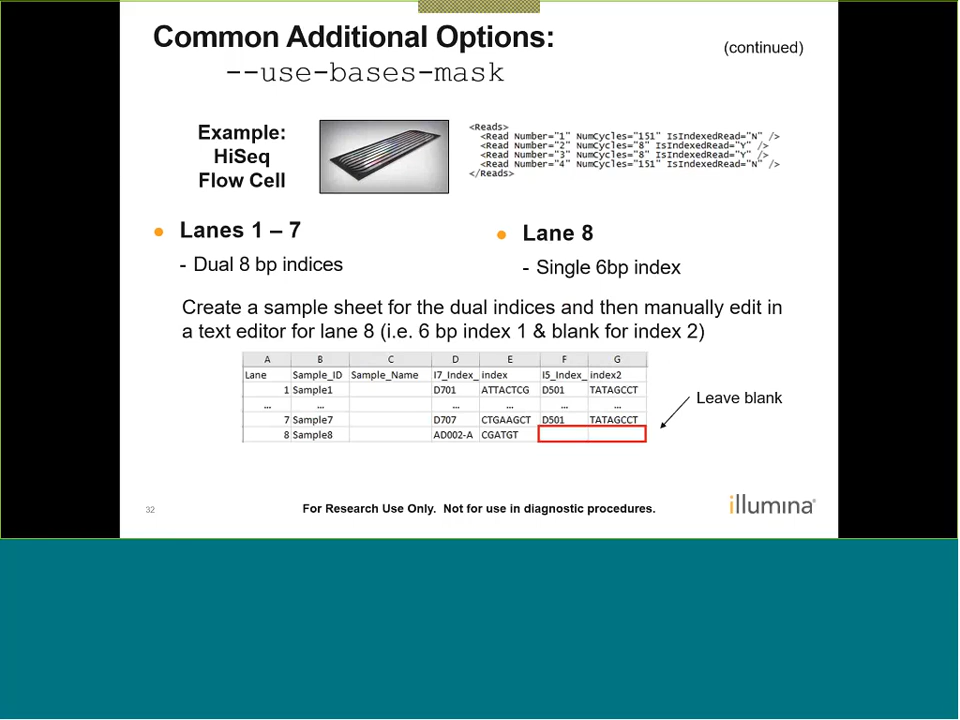 Common Additional Options:
(continued)
--use-bases-mask
Example:
HiSeq
Flow Cell
<Reads>
<Read Number="1" NumCycles="151" IsIndexedRead="N" />
<Read Number="2" NumCycles="8" IsIndexedRead="Y" />
<Read Number="3" NumCycles="8" IsIndexedRead="Y" />
<Read Number="4" NumCycles="151" IsIndexedRead="N" />
</Reads>
• Lanes 1 – 7
- Dual 8 bp indices
• Lane 8
- Single 6bp index
Create a sample sheet for the dual indices and then manually edit in
a text editor for lane 8 (i.e. 6 bp index 1 & blank for index 2)
A B C D E F G
Lane Sample_ID Sample_Name I7_Index_ index I5_Index_ index2
1 Sample1 D701 ATTACTCG D501 TATAGCCT
... ... ... ... ... ...
7 Sample7 D707 CTGAAGCT D501 TATAGCCT
8 Sample8 AD002-A CGATGT
Leave blank
32
For Research Use Only. Not for use in diagnostic procedures.
illumina®